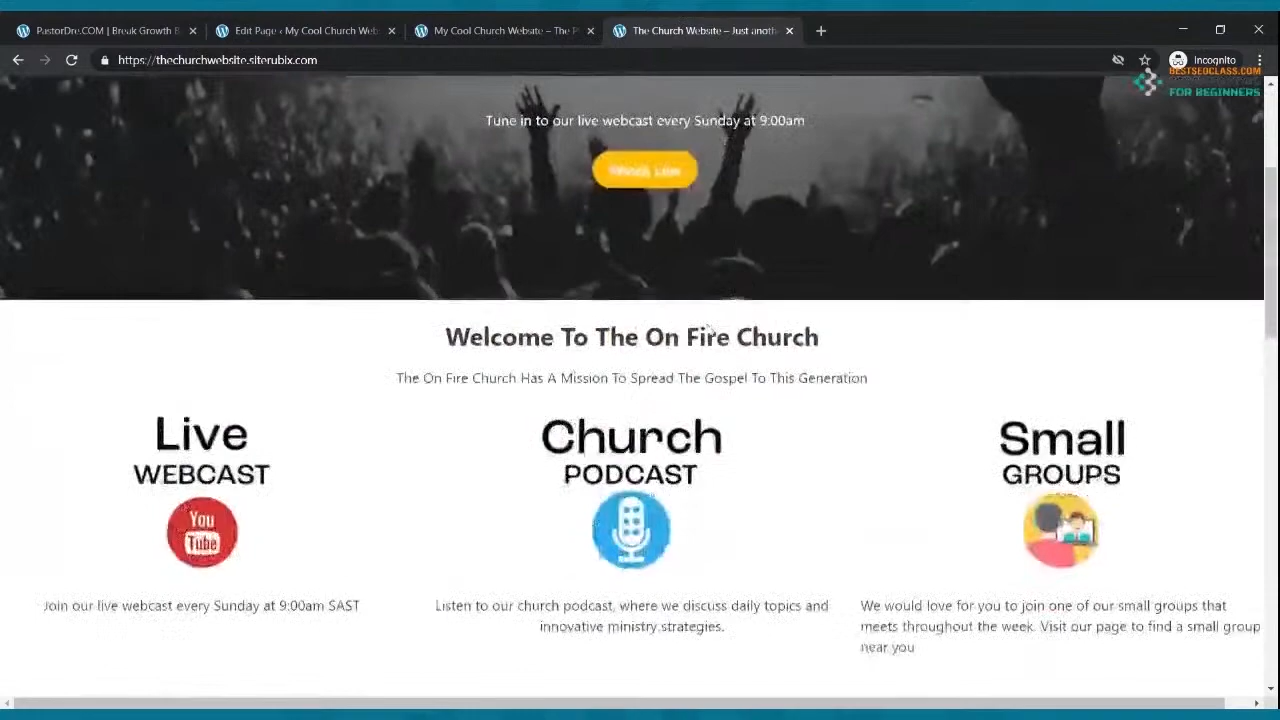 PastorDre.COM | Break Growth B
Edit Page ‹ My Cool Church Web
My Cool Church Website – The P
The Church Website – Just anoth
https://thechurchwebsite.siterubix.com
Incognito
BESTSEOCLASS.COM
FOR BEGINNERS
Tune in to our live webcast every Sunday at 9:00am
Welcome To The On Fire Church
The On Fire Church Has A Mission To Spread The Gospel To This Generation
Live
WEBCAST
You
Tube
Join our live webcast every Sunday at 9:00am SAST
Church
PODCAST
Listen to our church podcast, where we discuss daily topics and
innovative ministry strategies.
Small
GROUPS
We would love for you to join one of our small groups that
meets throughout the week. Visit our page to find a small group
near you